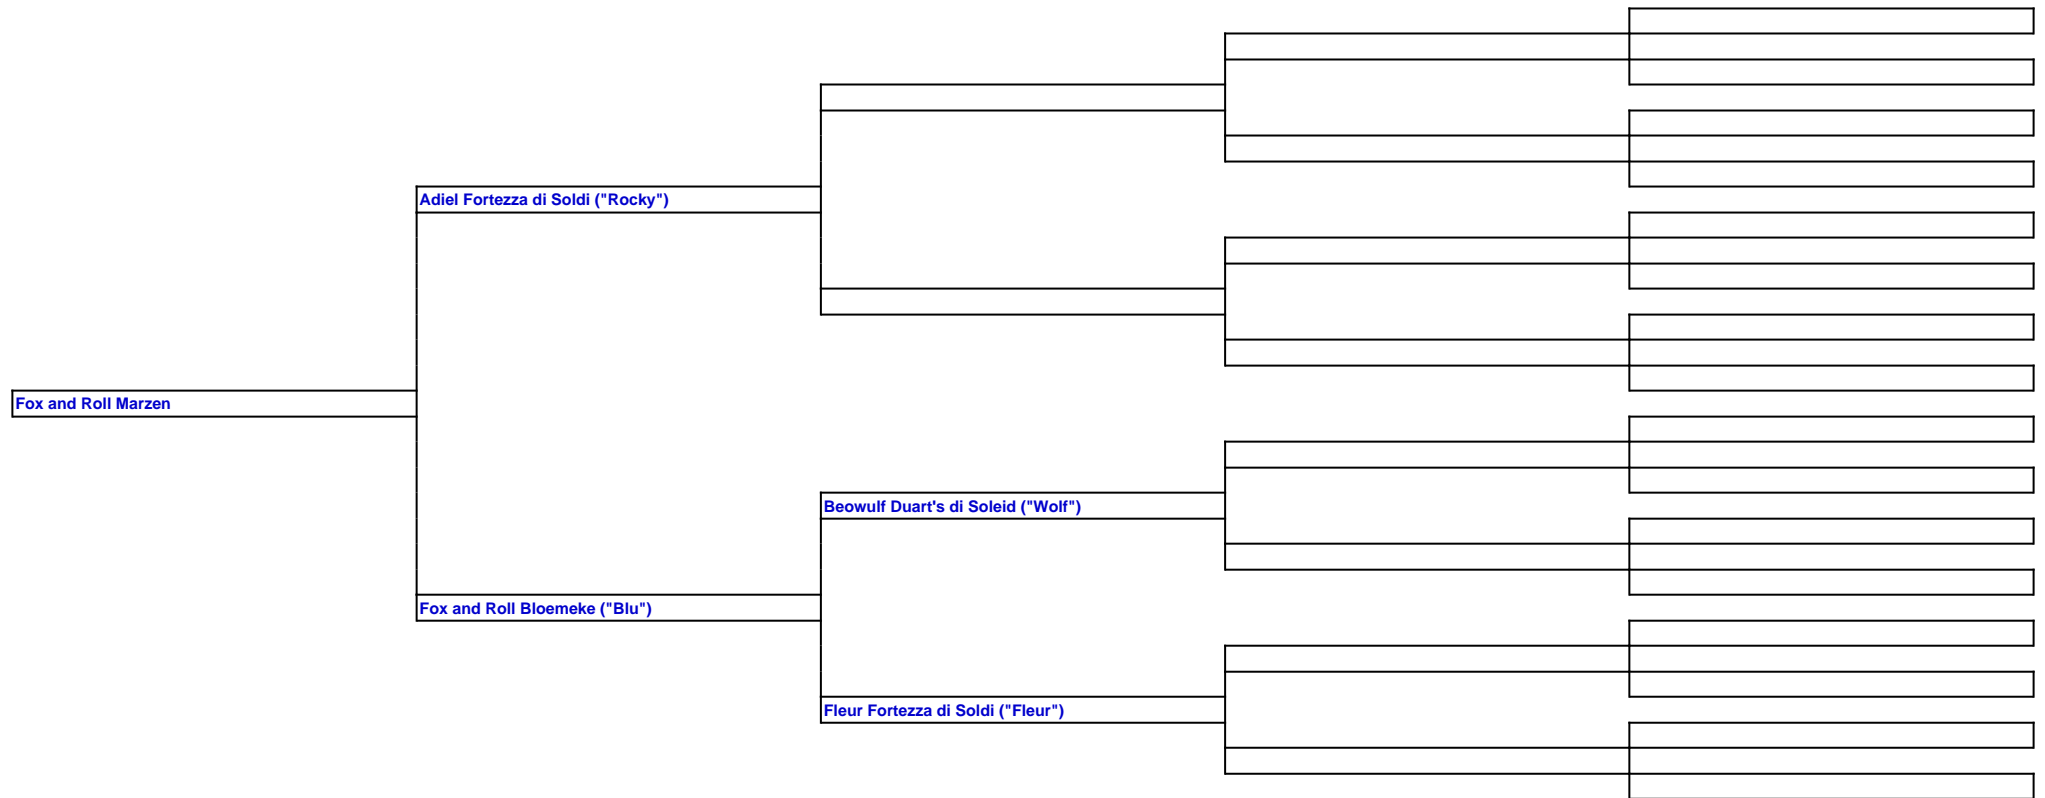 Adiel Fortezza di Soldi ("Rocky")
Fox and Roll Marzen
Beowulf Duart's di Soleid ("Wolf")
Fox and Roll Bloemeke ("Blu")
Fleur Fortezza di Soldi ("Fleur")